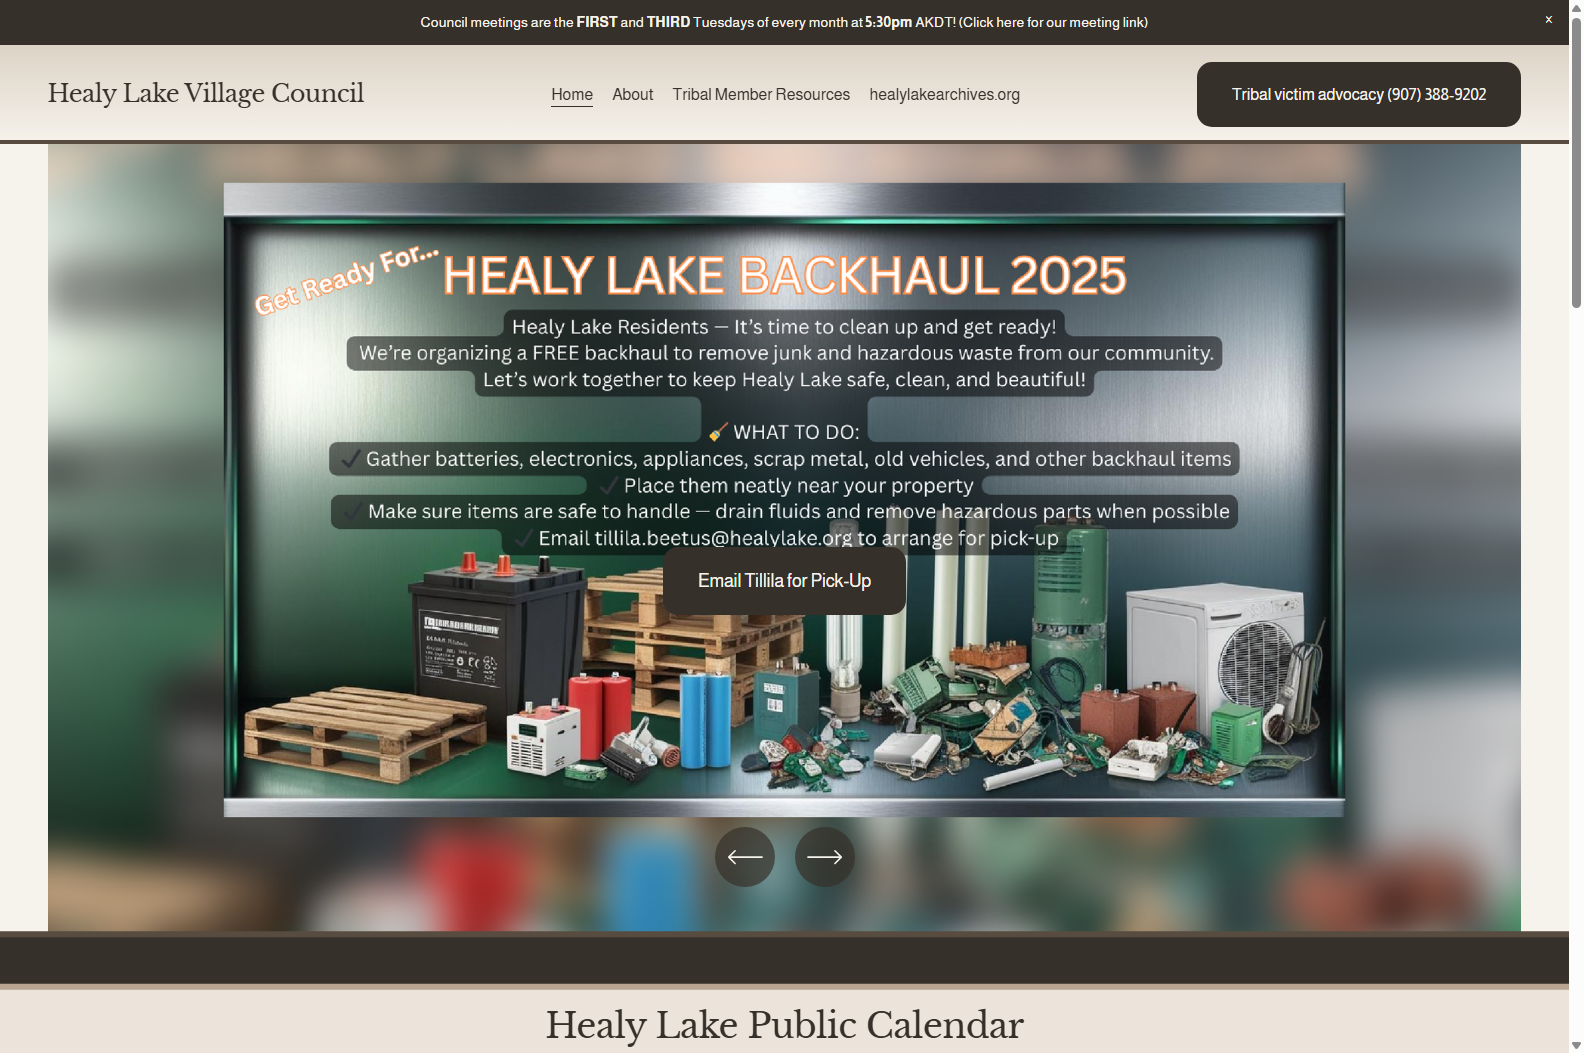 Council meetings are the FIRST and THIRD Tuesdays of every month at 5:30pm AKDT! (Click here for our meeting link)
x
Healy Lake Village Council
Home
About
Tribal Member Resources
healylakearchives.org
Tribal victim advocacy (907) 388-9202
Get Ready For...
HEALY LAKE BACKHAUL 2025
Healy Lake Residents — It's time to clean up and get ready!
We're organizing a FREE backhaul to remove junk and hazardous waste from our community.
Let's work together to keep Healy Lake safe, clean, and beautiful!
🧹 WHAT TO DO:
✔ Gather batteries, electronics, appliances, scrap metal, old vehicles, and other backhaul items
✔ Place them neatly near your property
✔ Make sure items are safe to handle — drain fluids and remove hazardous parts when possible
✔ Email tillila.beetus@healylake.org to arrange for pick-up
Email Tillila for Pick-Up
Healy Lake Public Calendar